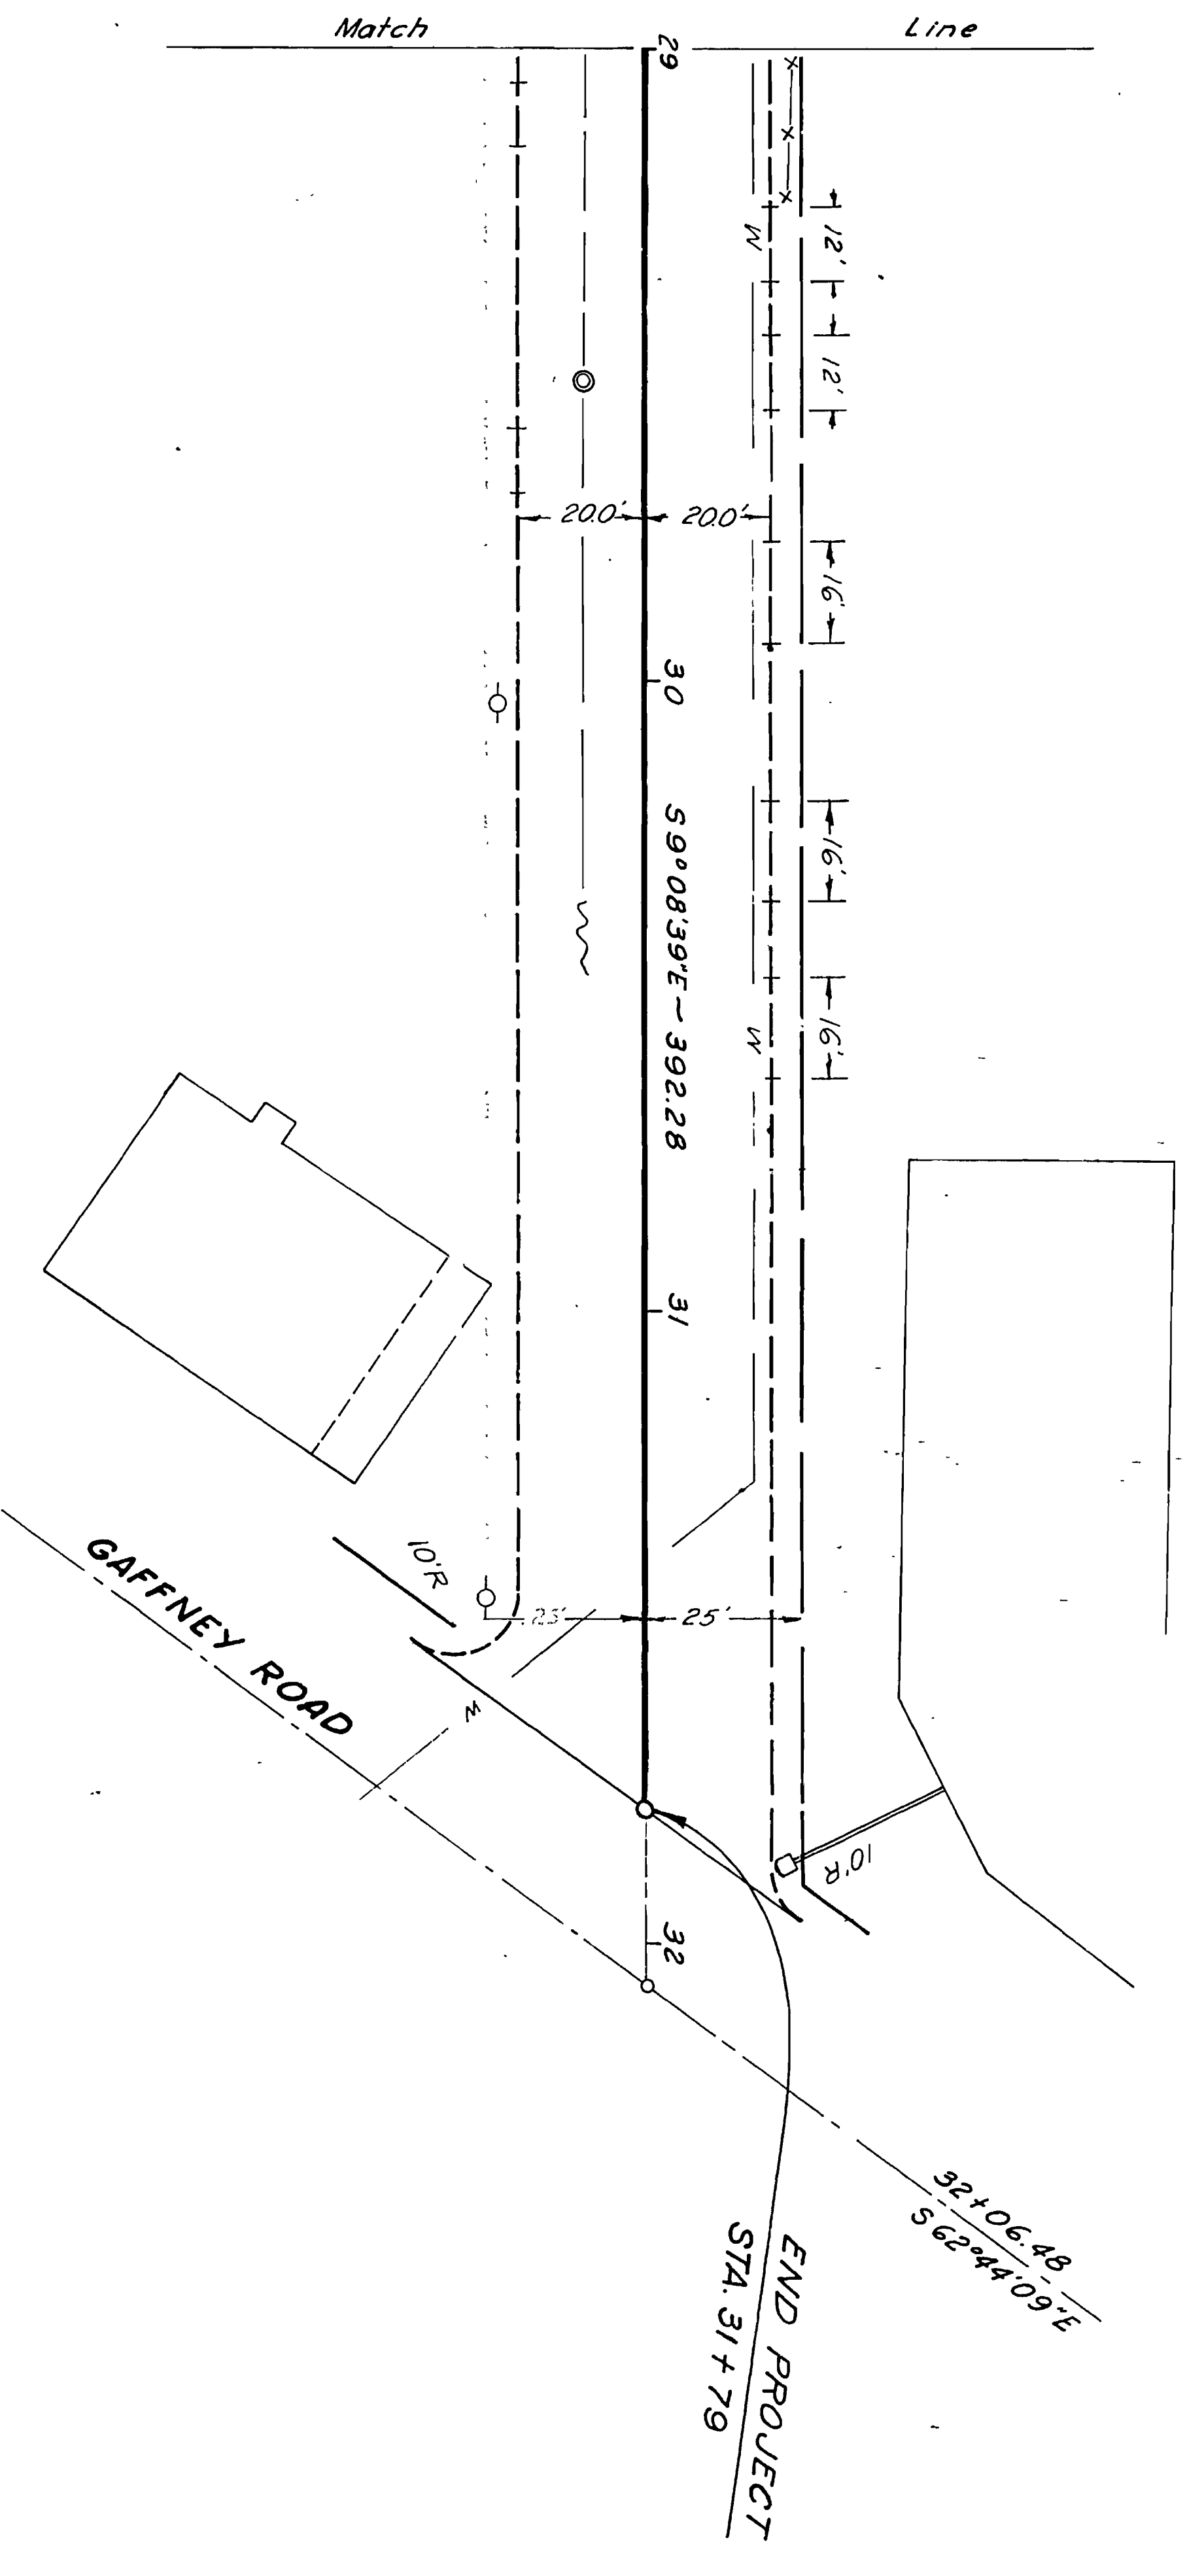 Match
Line
29
W
12'
12'
20.0'
20.0'
16'
30
S9°08'39"E ~ 392.28
16'
16'
W
31
10'R
25'
25'
GAFFNEY ROAD
W
10'R
32
32+06.48
S62°44'09"E
END PROJECT
STA. 31+79